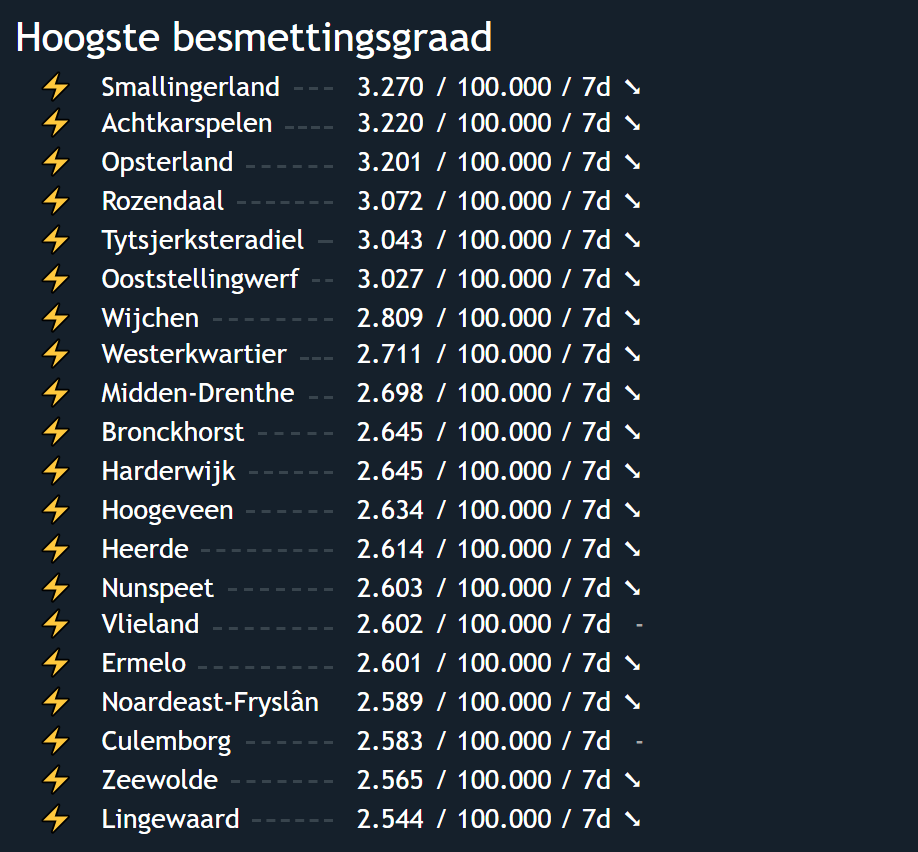 Hoogste besmettingsgraad
⚡ Smallingerland --- 3.270 / 100.000 / 7d ↘
⚡ Achtkarspelen ---- 3.220 / 100.000 / 7d ↘
⚡ Opsterland ------ 3.201 / 100.000 / 7d ↘
⚡ Rozendaal ------- 3.072 / 100.000 / 7d ↘
⚡ Tytsjerksteradiel - 3.043 / 100.000 / 7d ↘
⚡ Ooststellingwerf -- 3.027 / 100.000 / 7d ↘
⚡ Wijchen -------- 2.809 / 100.000 / 7d ↘
⚡ Westerkwartier --- 2.711 / 100.000 / 7d ↘
⚡ Midden-Drenthe -- 2.698 / 100.000 / 7d ↘
⚡ Bronckhorst ----- 2.645 / 100.000 / 7d ↘
⚡ Harderwijk ------ 2.645 / 100.000 / 7d ↘
⚡ Hoogeveen ------ 2.634 / 100.000 / 7d ↘
⚡ Heerde --------- 2.614 / 100.000 / 7d ↘
⚡ Nunspeet ------- 2.603 / 100.000 / 7d ↘
⚡ Vlieland -------- 2.602 / 100.000 / 7d -
⚡ Ermelo --------- 2.601 / 100.000 / 7d ↘
⚡ Noardeast-Fryslân 2.589 / 100.000 / 7d ↘
⚡ Culemborg ------ 2.583 / 100.000 / 7d -
⚡ Zeewolde ------- 2.565 / 100.000 / 7d ↘
⚡ Lingewaard ------ 2.544 / 100.000 / 7d ↘